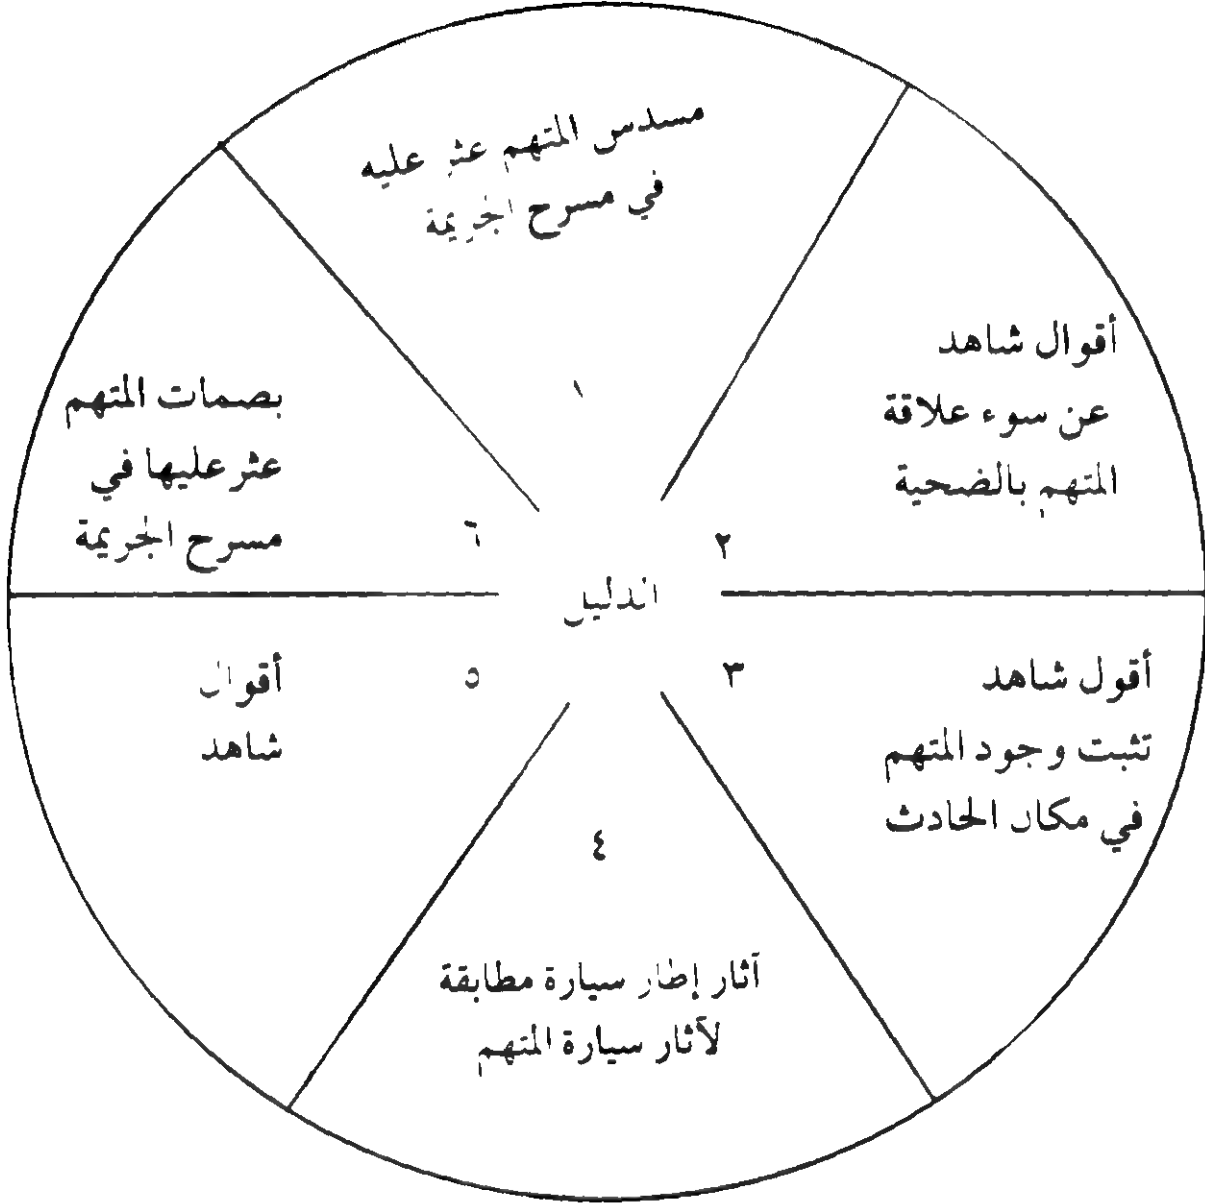 مسدس المتهم عثر عليه
في مسرح الجريمة
١
أقوال شاهد
عن سوء علاقة
المتهم بالضحية
٢
أقول شاهد
تثبت وجود المتهم
في مكان الحادث
٣
٤
آثار إطار سيارة مطابقة
لآثار سيارة المتهم
أقوال
شاهد
٥
بصمات المتهم
عثر عليها في
مسرح الجريمة
٦
الدليل